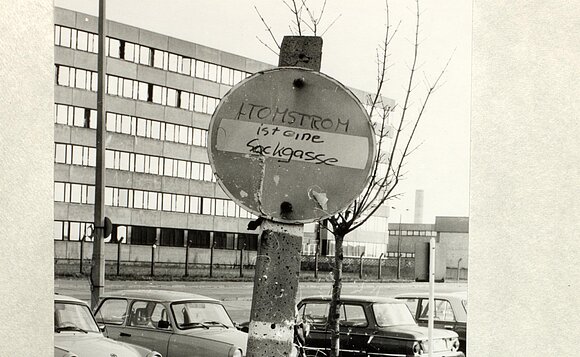 ATOMSTROM
ist eine
Sackgasse